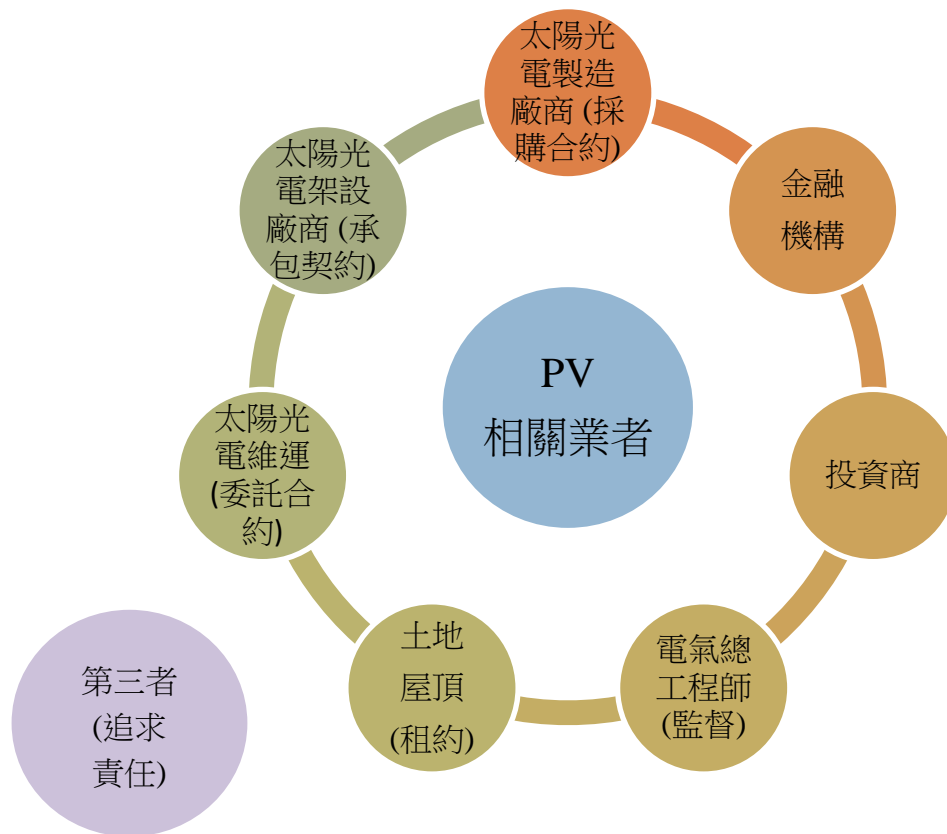 太陽光
電製造
廠商 (採
購合約)
金融
機構
投資商
電氣總
工程師
(監督)
土地
屋頂
(租約)
太陽光
電維運
(委託合
約)
太陽光
電架設
廠商 (承
包契約)
PV
相關業者
第三者
(追求
責任)